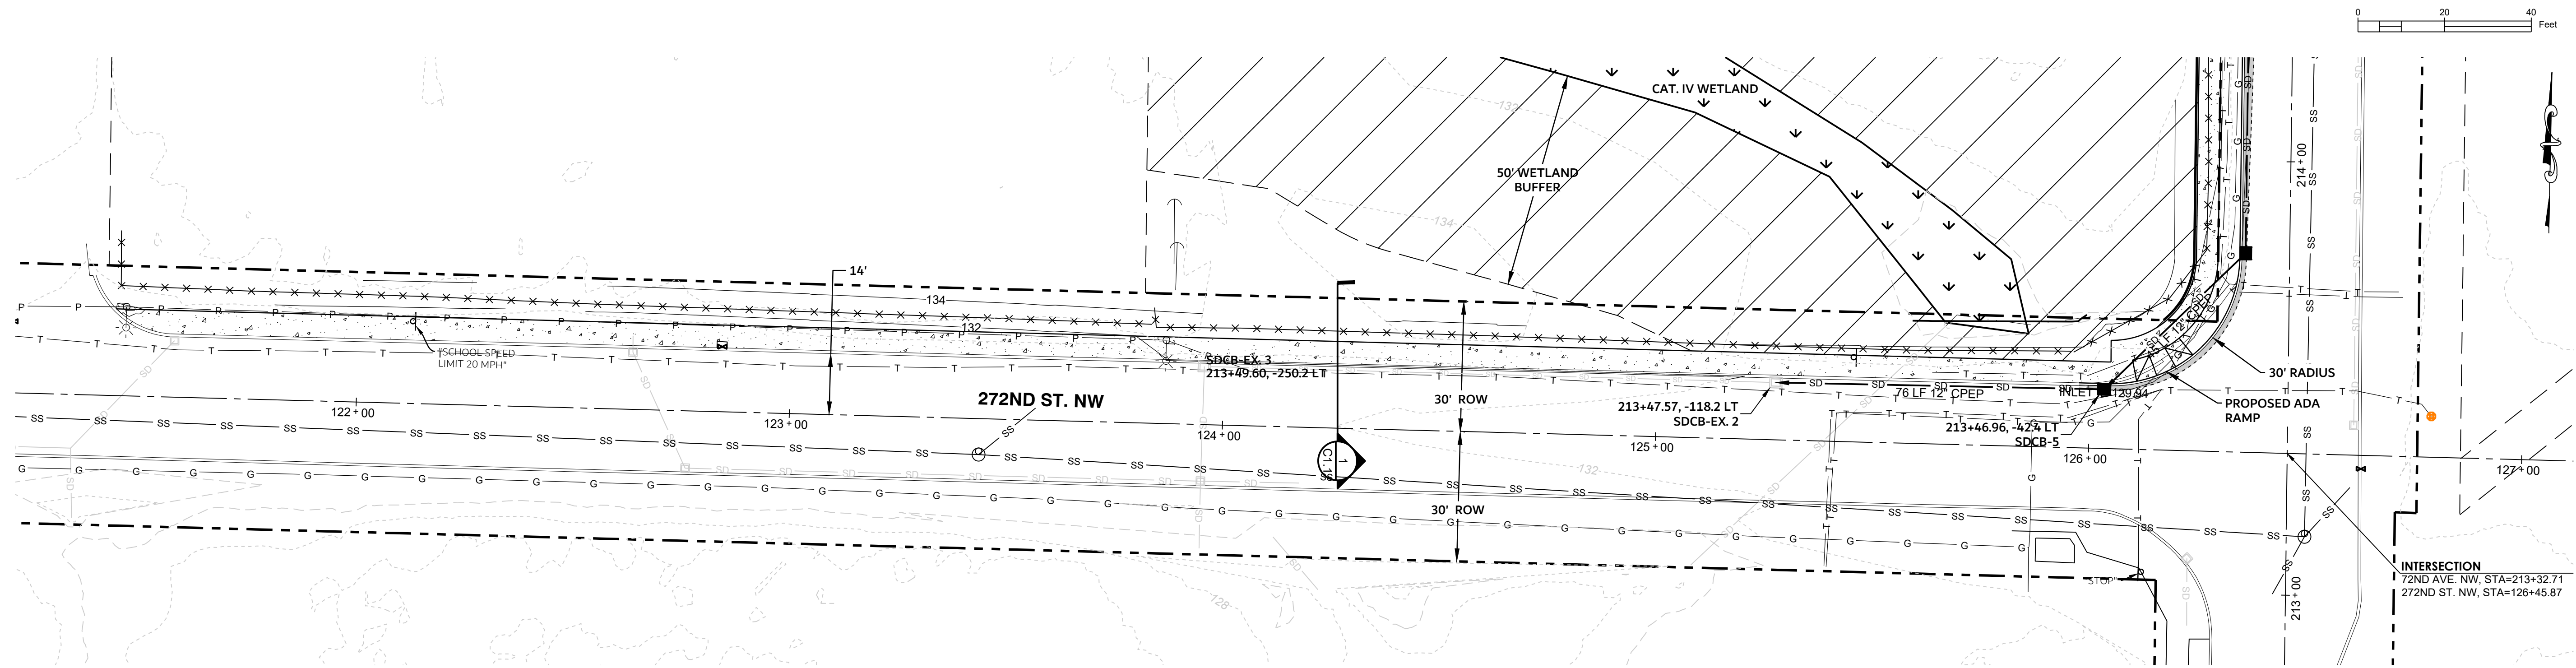 0 20 40
Feet
CAT. IV WETLAND
132
50' WETLAND
BUFFER
134
214+00
14'
134
132
"SCHOOL SPEED
LIMIT 20 MPH"
SDCB-EX. 3
213+49.60, -250.2 LT
272ND ST. NW
30' ROW
30' ROW
122+00
123+00
124+00
125+00
126+00
127+00
213+47.57, -118.2 LT
SDCB-EX. 2
76 LF 12" CPEP
213+46.96, -42.4 LT
SDCB-5
30' RADIUS
PROPOSED ADA
RAMP
132
1
128
"STOP"
213+00
INTERSECTION
72ND AVE. NW, STA=213+32.71
272ND ST. NW, STA=126+45.87